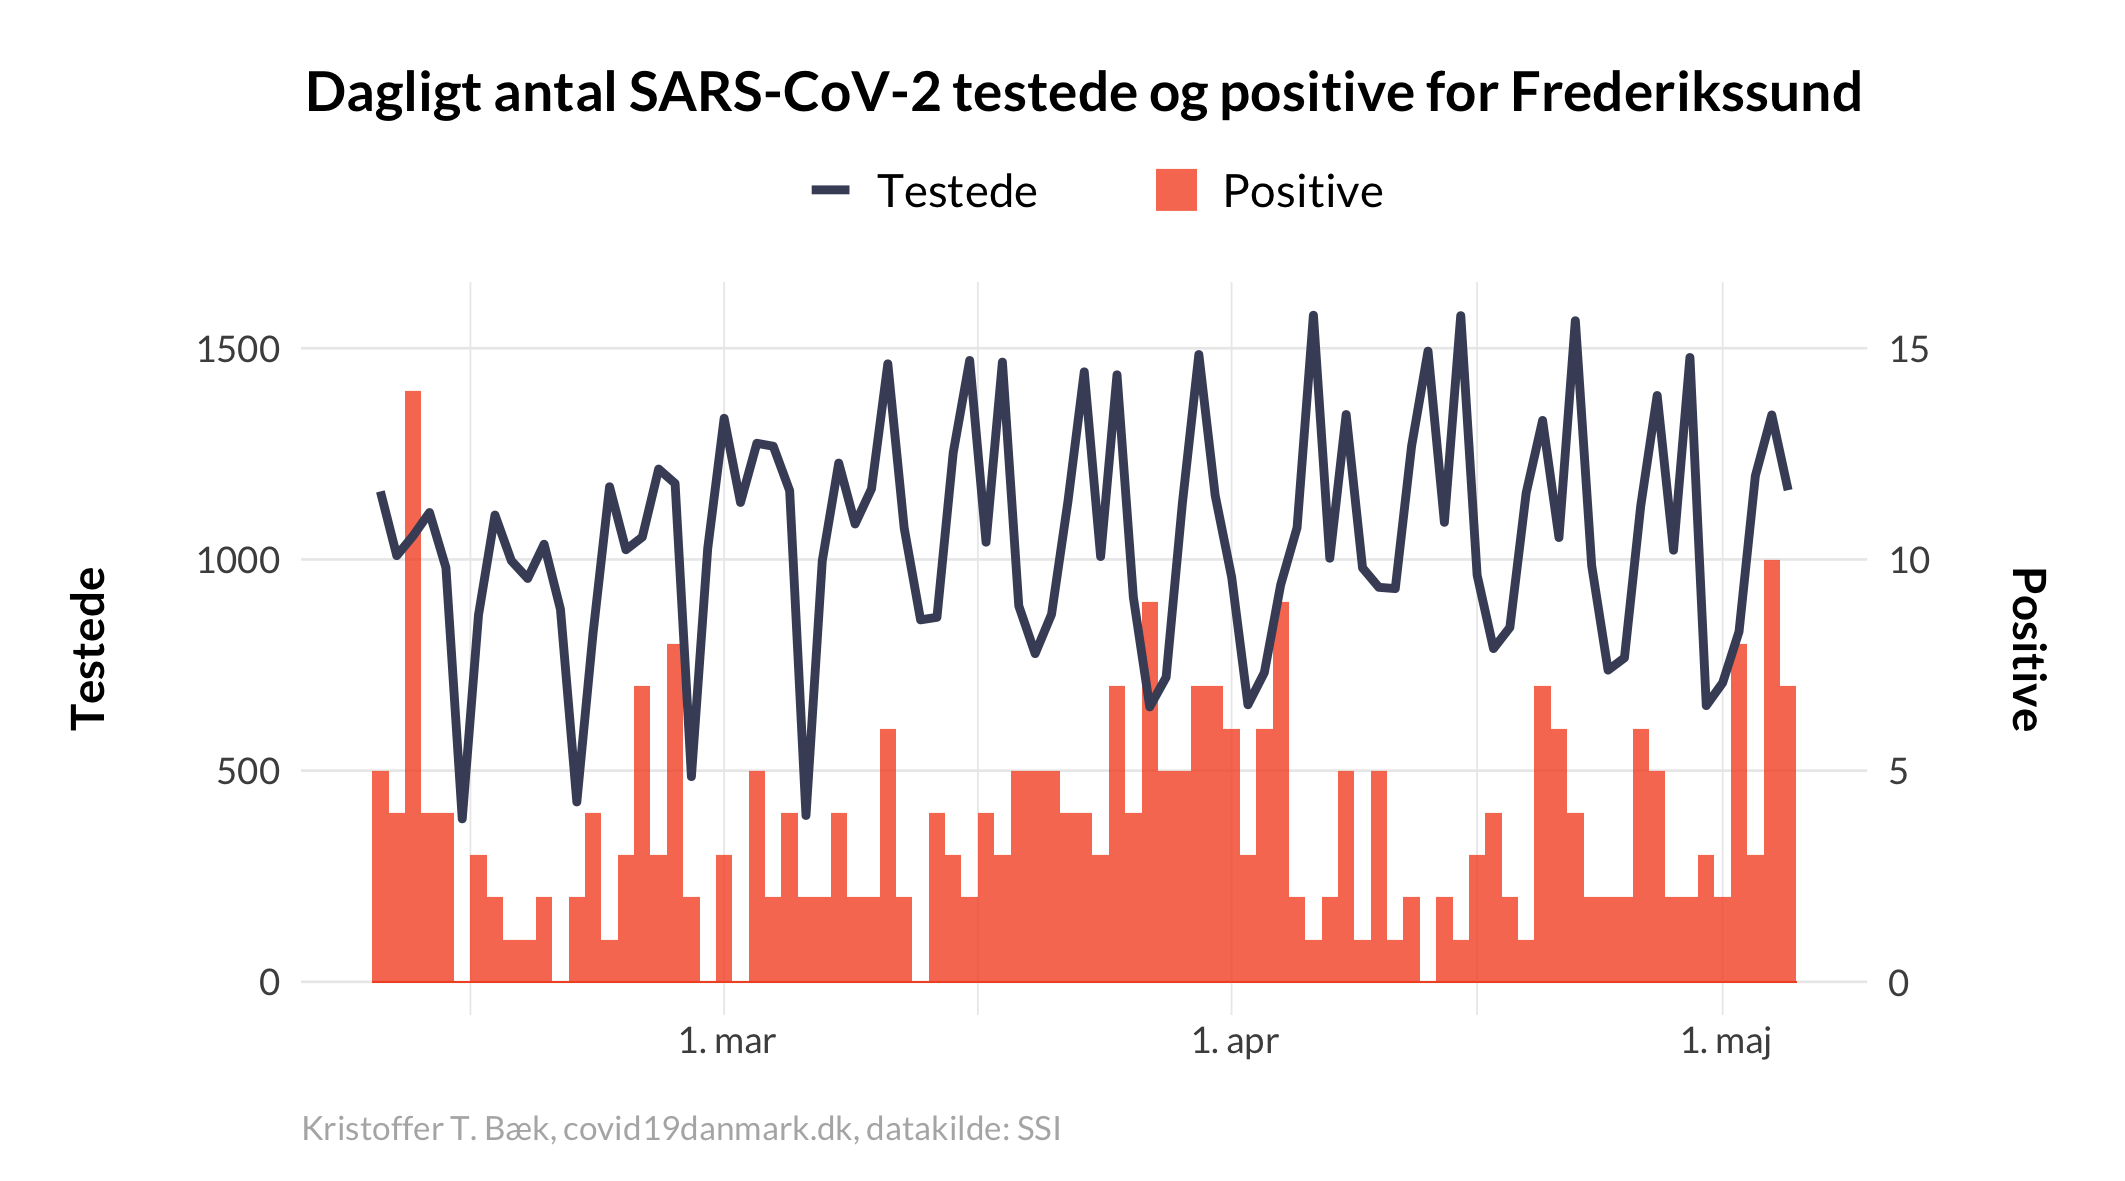 Dagligt antal SARS-CoV-2 testede og positive for Frederikssund
Testede Positive
1500
1000
500
0
Testede
15
10
5
0
Positive
1. mar 1. apr 1. maj
Kristoffer T. Bæk, covid19danmark.dk, datakilde: SSI